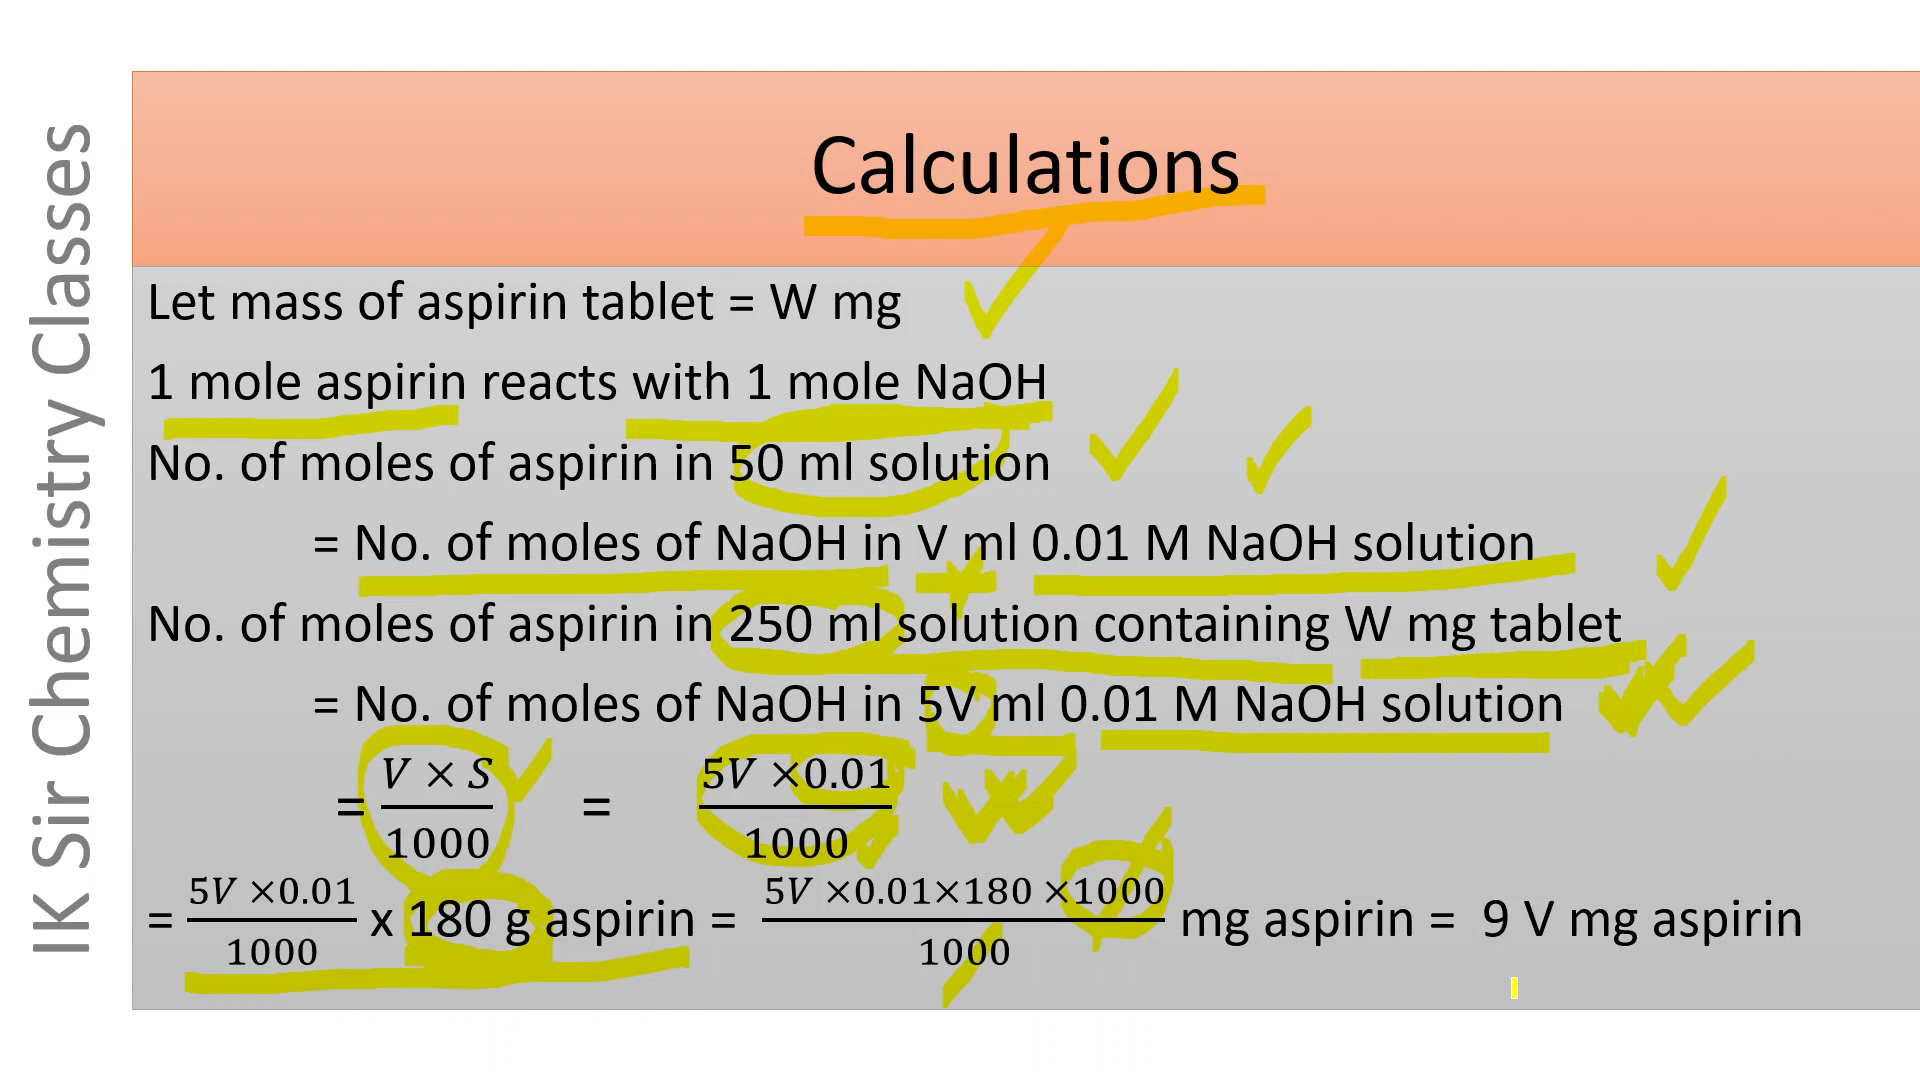 IK Sir Chemistry Classes
Calculations
Let mass of aspirin tablet = W mg
1 mole aspirin reacts with 1 mole NaOH
No. of moles of aspirin in 50 ml solution
= No. of moles of NaOH in V ml 0.01 M NaOH solution
No. of moles of aspirin in 250 ml solution containing W mg tablet
= No. of moles of NaOH in 5V ml 0.01 M NaOH solution
= V × S / 1000 = 5V ×0.01 / 1000
= 5V ×0.01 / 1000 x 180 g aspirin = 5V ×0.01×180 ×1000 / 1000 mg aspirin = 9 V mg aspirin